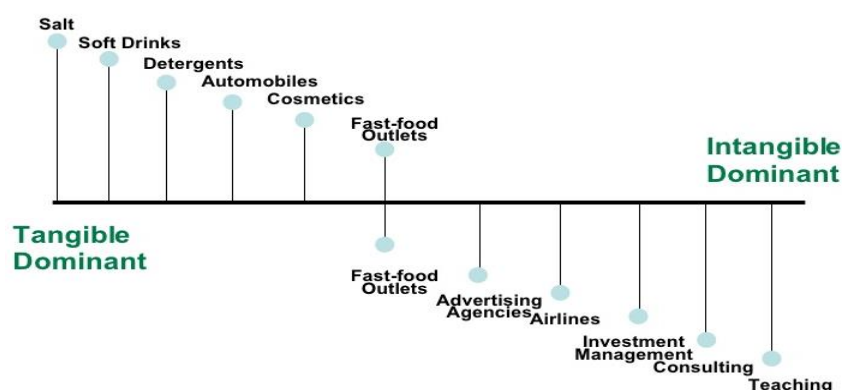 Salt
Soft Drinks
Detergents
Automobiles
Cosmetics
Fast-food
Outlets
Intangible
Dominant
Tangible
Dominant
Fast-food
Outlets
Advertising
Agencies
Airlines
Investment
Management
Consulting
Teaching